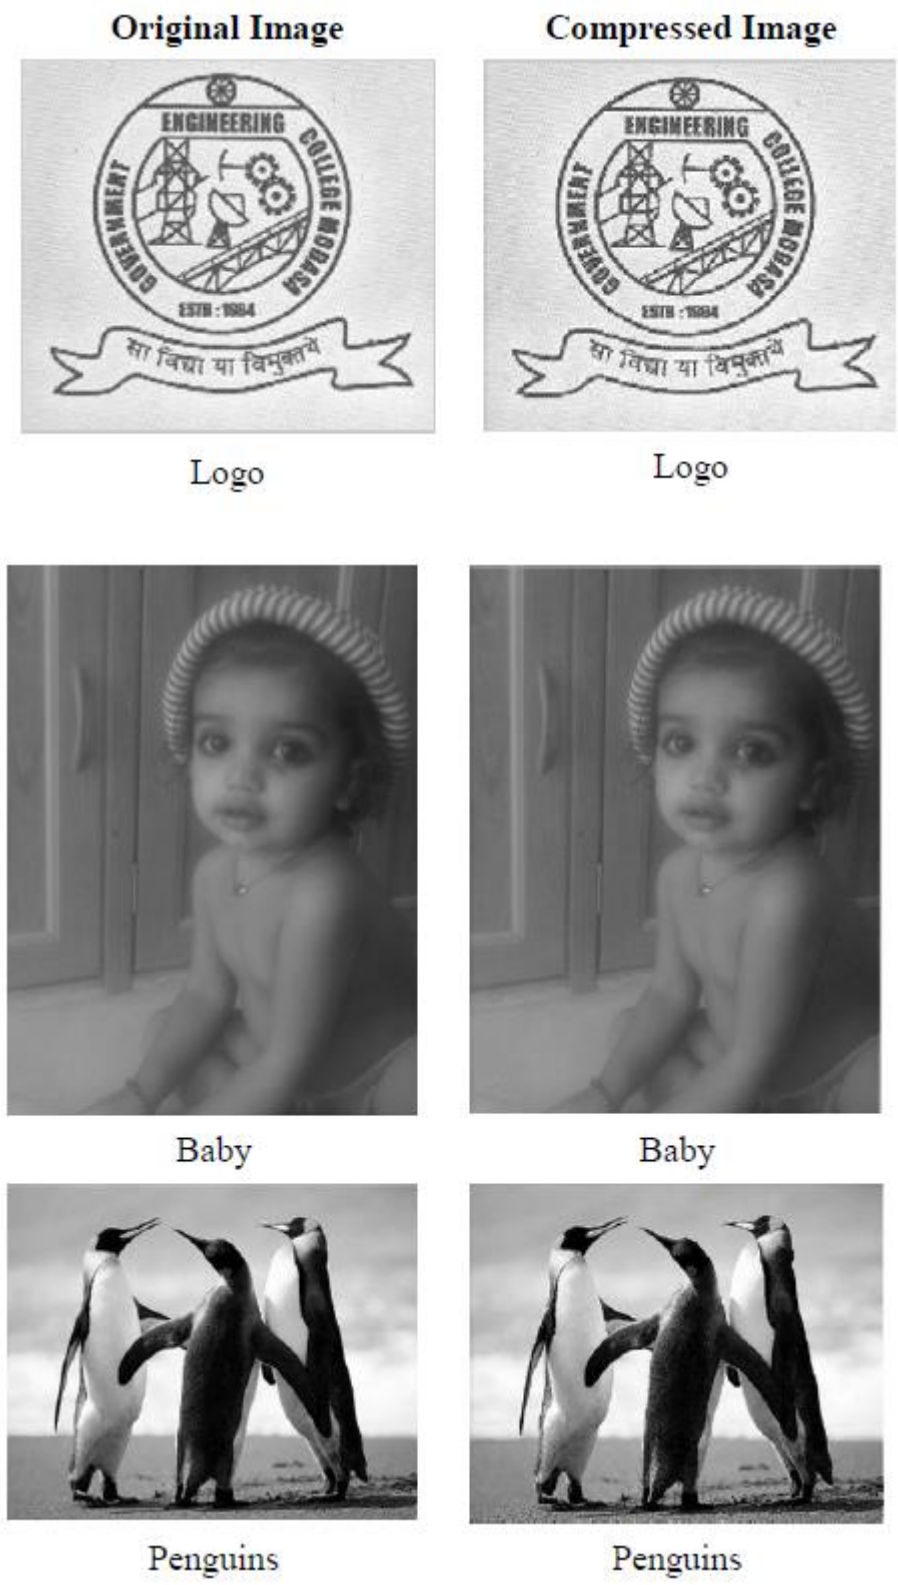 Original Image Compressed Image
ENGINEERING
GOVERNMENT COLLEGE MODASA
ESTD : 1984
सा विद्या या विमुक्तये
ENGINEERING
GOVERNMENT COLLEGE MODASA
ESTD : 1984
सा विद्या या विमुक्तये
Logo Logo
Baby Baby
Penguins Penguins